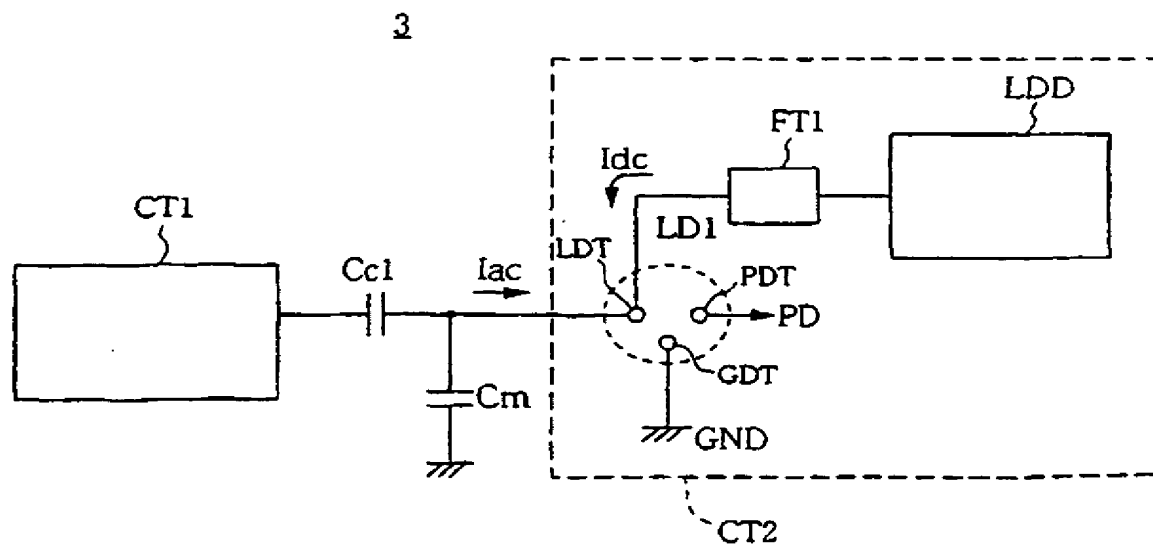 3
LDD
FT1
Idc
CT1
LD1
LDT
Cc1
Iac
PDT
PD
GDT
Cm
GND
CT2